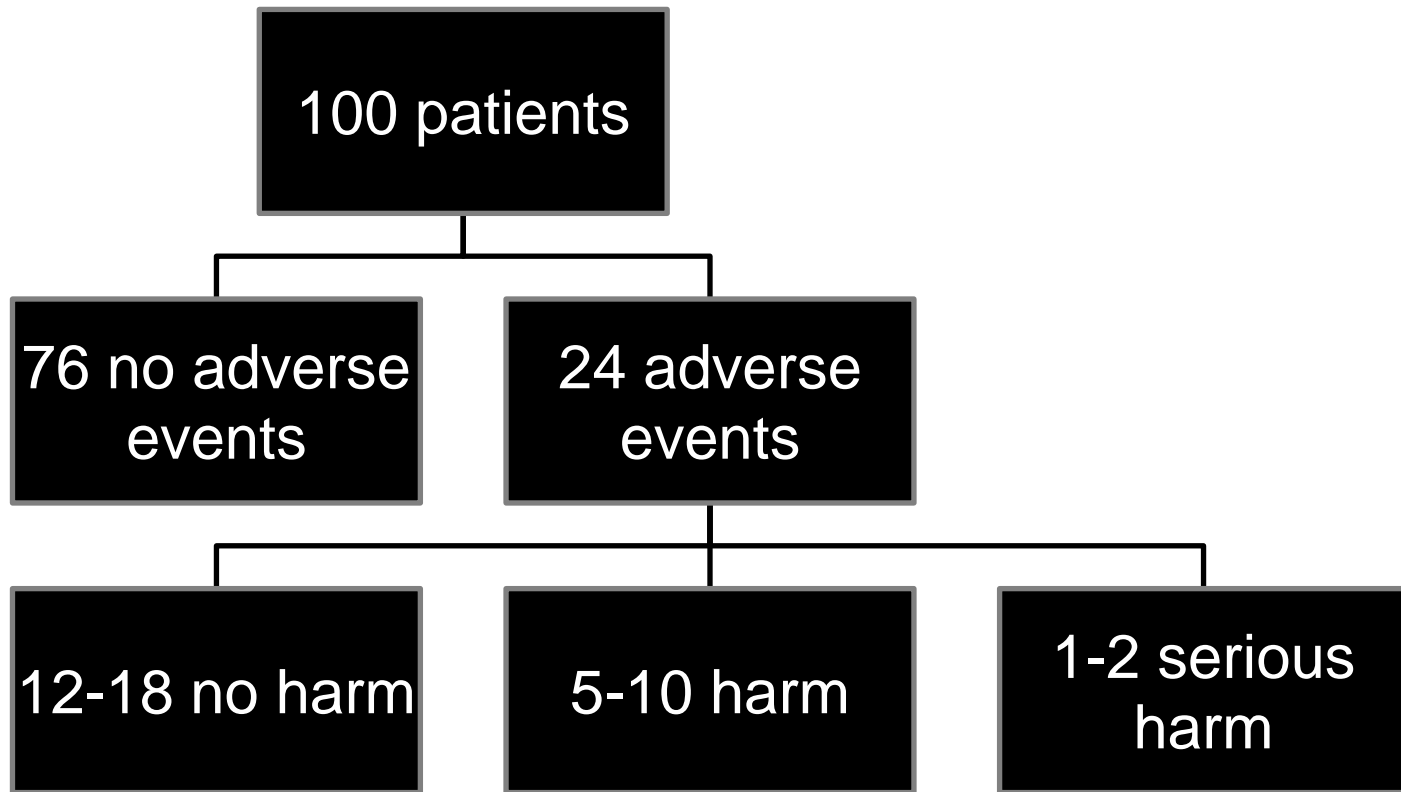 100 patients
76 no adverse
events
24 adverse
events
12-18 no harm
5-10 harm
1-2 serious
harm